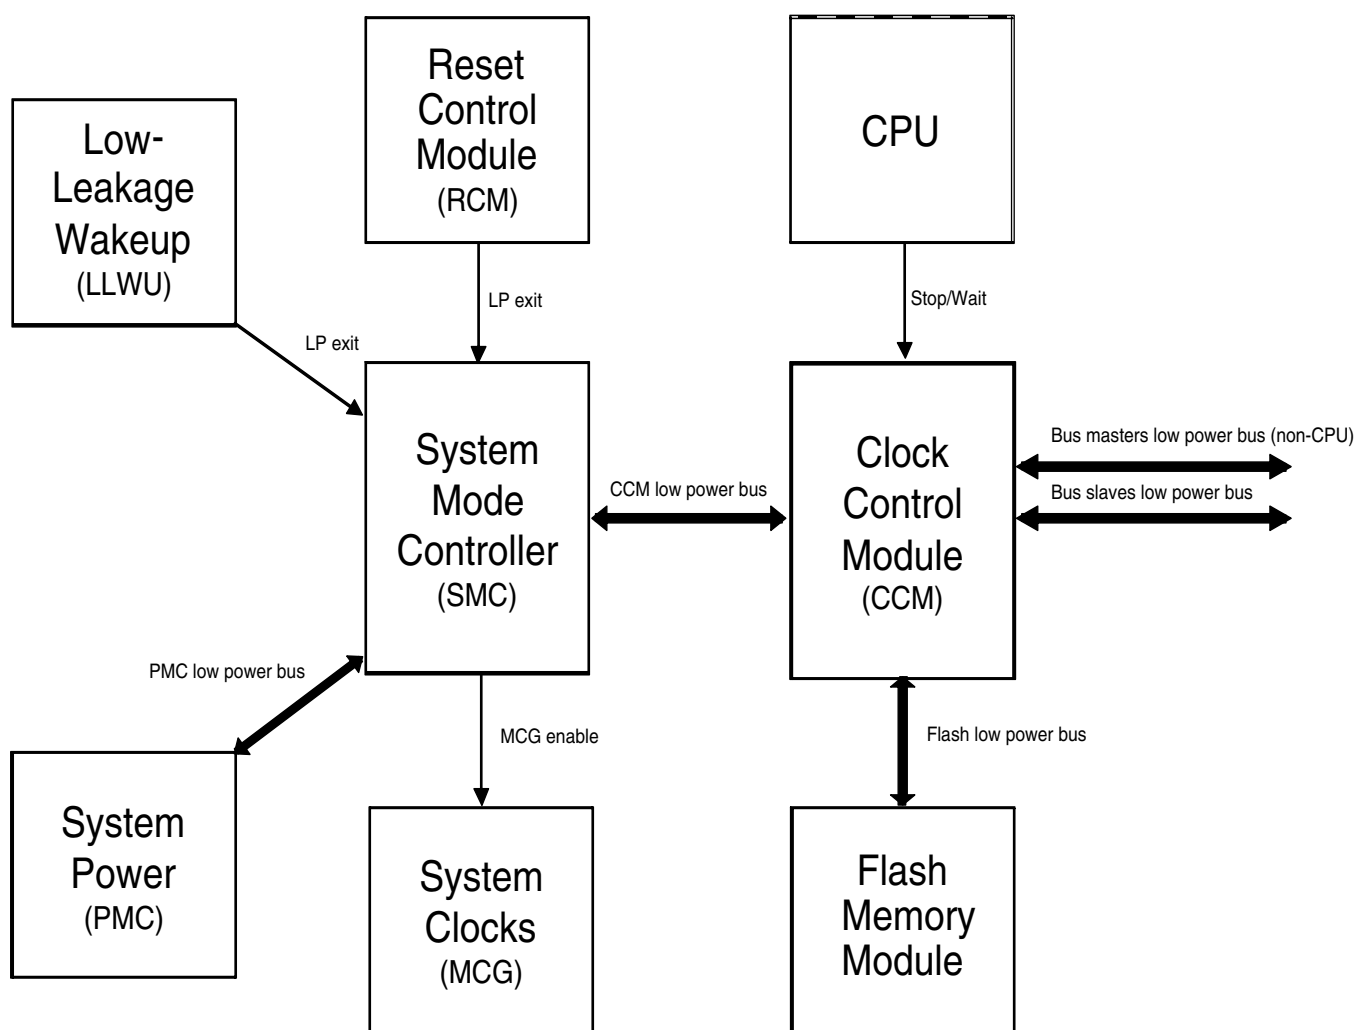 Reset
Control
Module
(RCM)
CPU
Low-
Leakage
Wakeup
(LLWU)
LP exit
Stop/Wait
LP exit
System
Mode
Controller
(SMC)
CCM low power bus
Clock
Control
Module
(CCM)
Bus masters low power bus (non-CPU)
Bus slaves low power bus
PMC low power bus
MCG enable
Flash low power bus
System
Power
(PMC)
System
Clocks
(MCG)
Flash
Memory
Module